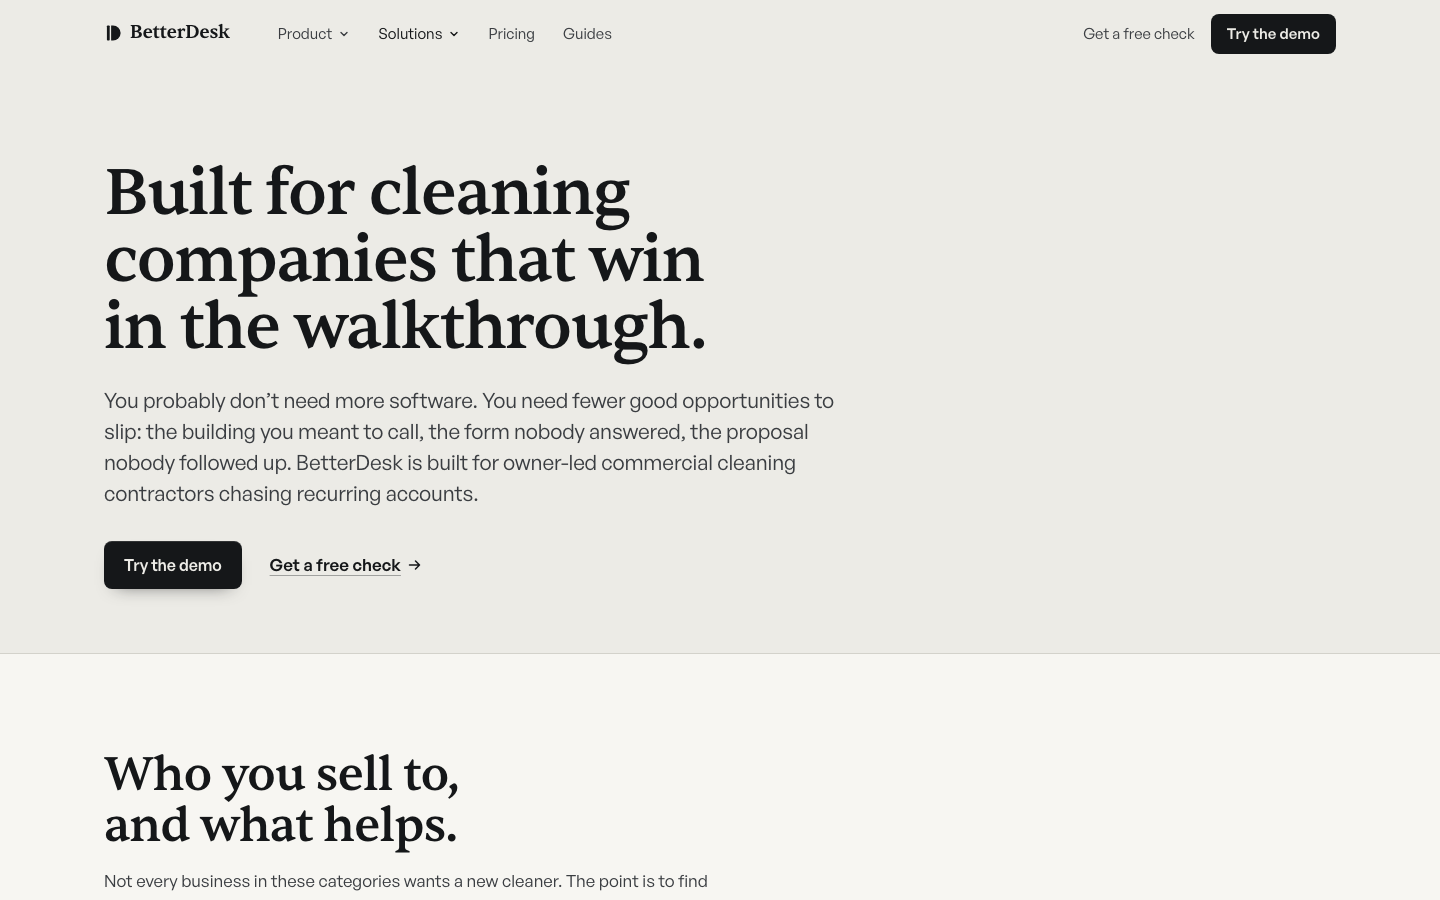 BetterDesk
Product
Solutions
Pricing
Guides
Get a free check
Try the demo
Built for cleaning
companies that win
in the walkthrough.
You probably don’t need more software. You need fewer good opportunities to
slip: the building you meant to call, the form nobody answered, the proposal
nobody followed up. BetterDesk is built for owner-led commercial cleaning
contractors chasing recurring accounts.
Try the demo
Get a free check →
Who you sell to,
and what helps.
Not every business in these categories wants a new cleaner. The point is to find